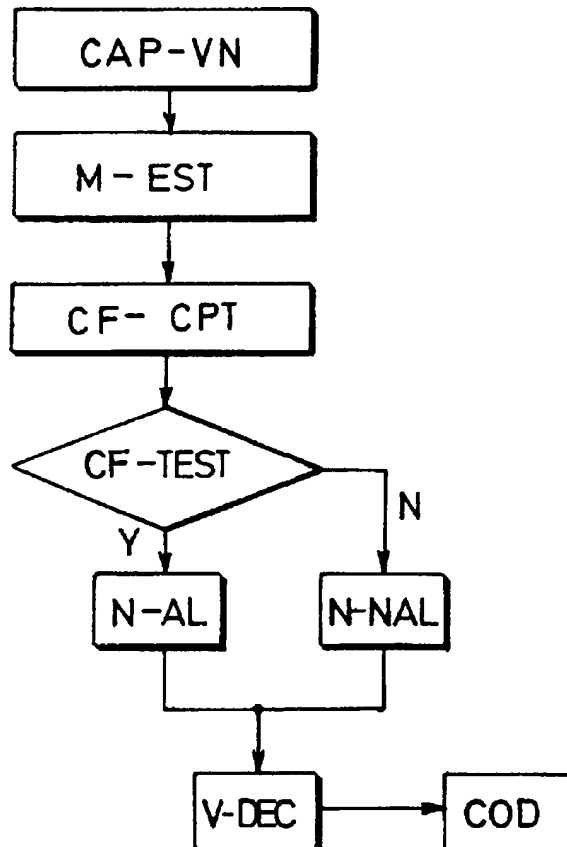 CAP-VN
M-EST
CF-CPT
CF-TEST
Y
N
N-AL
N-NAL
V-DEC
COD